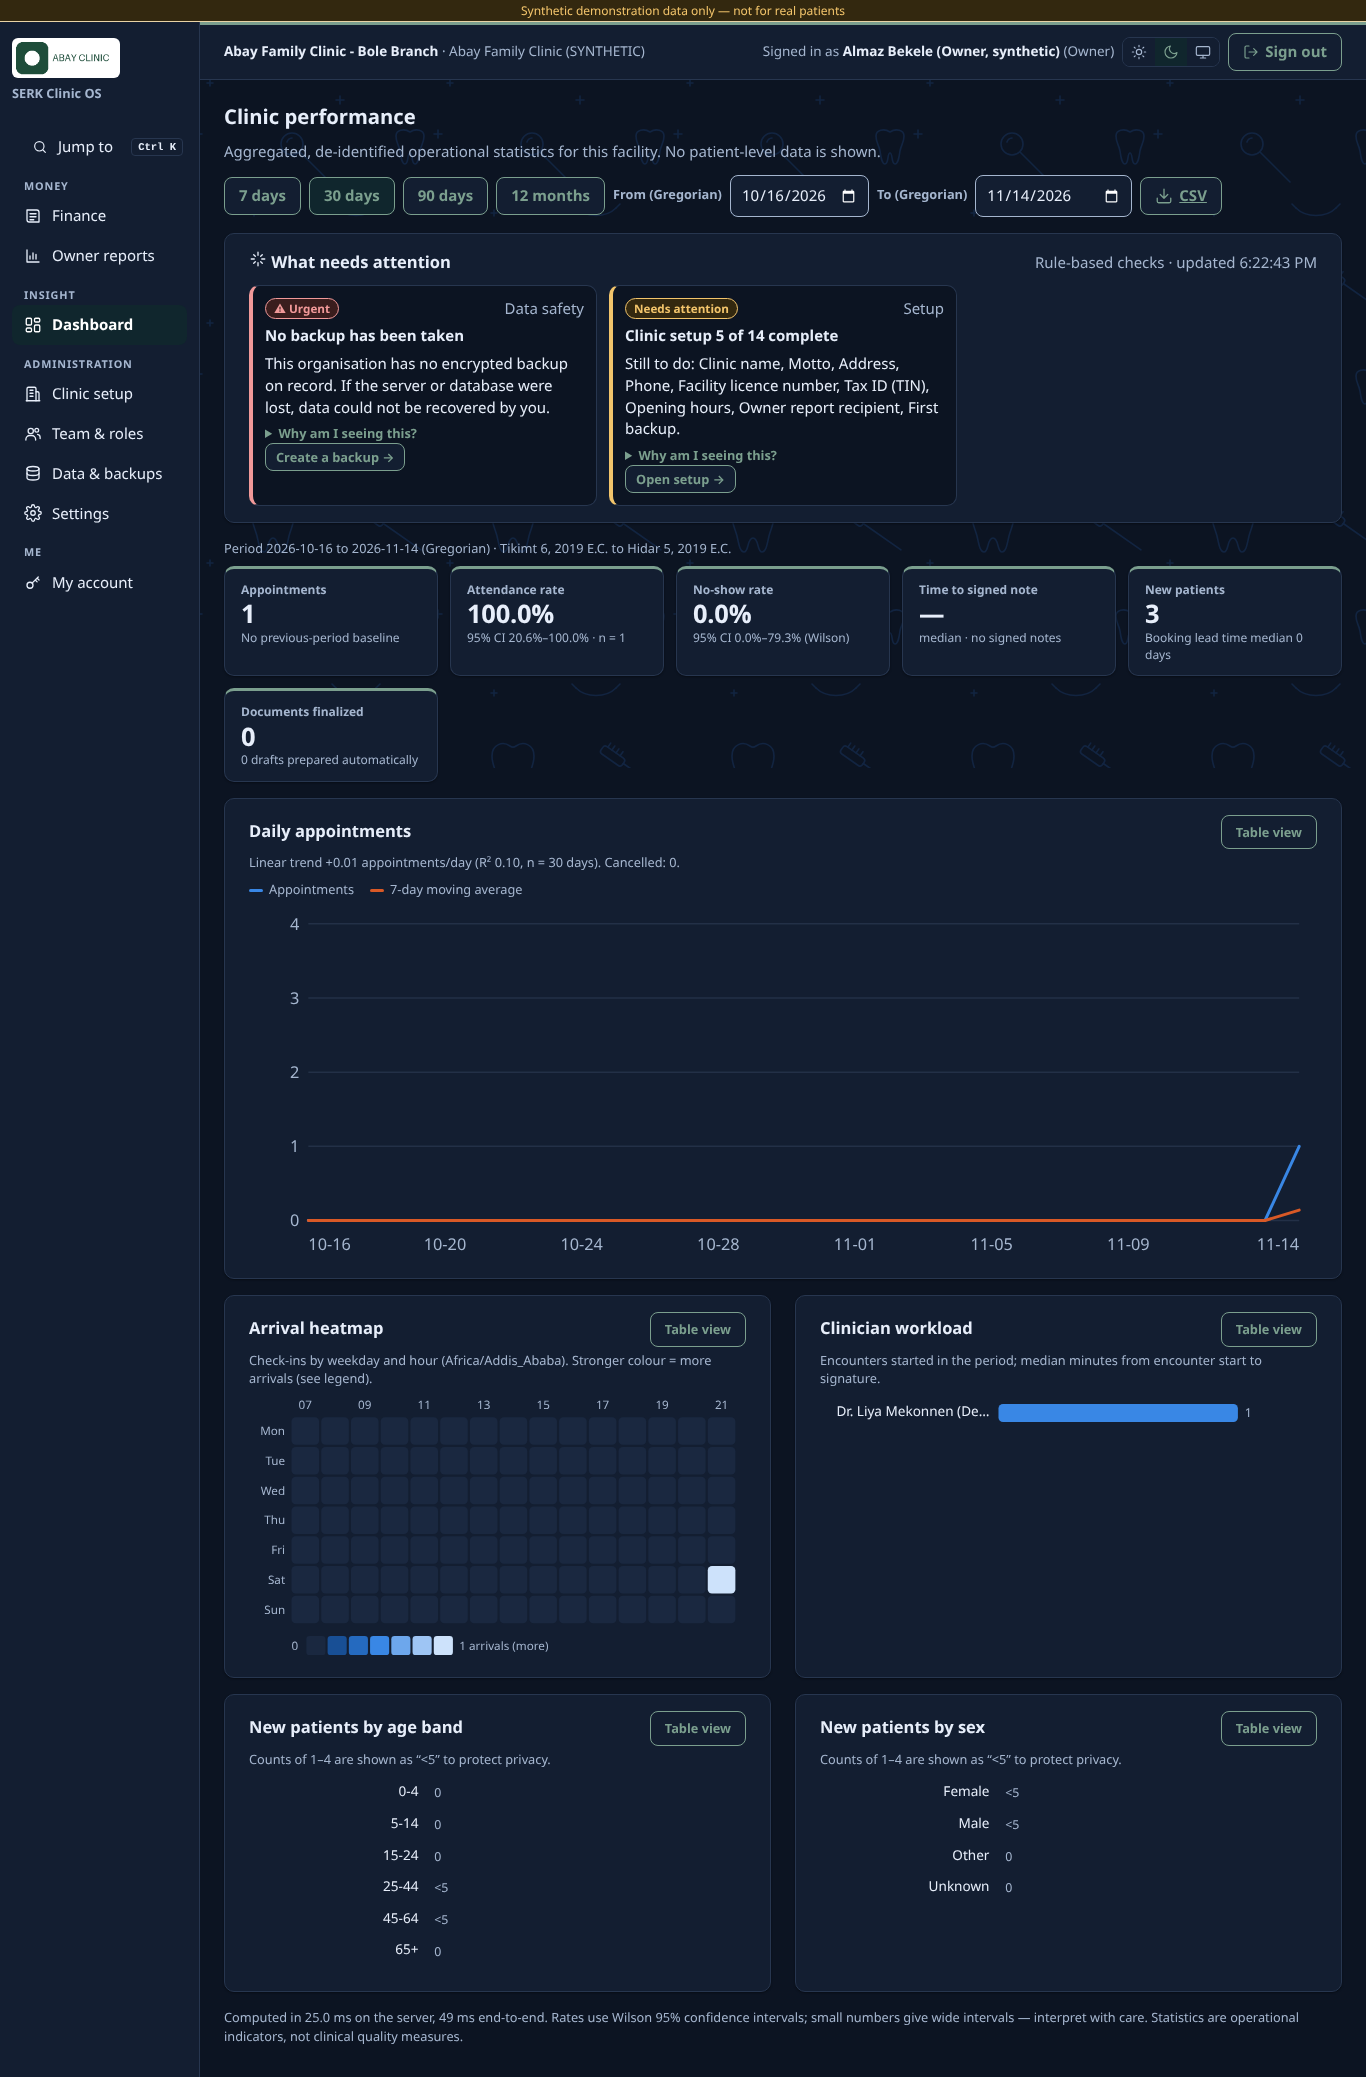 Synthetic demonstration data only — not for real patients
ABAY CLINIC
SERK Clinic OS
Jump to Ctrl K
MONEY
Finance
Owner reports
INSIGHT
Dashboard
ADMINISTRATION
Clinic setup
Team & roles
Data & backups
Settings
ME
My account
Abay Family Clinic - Bole Branch · Abay Family Clinic (SYNTHETIC)
Signed in as Almaz Bekele (Owner, synthetic) (Owner)
Sign out
Clinic performance
Aggregated, de-identified operational statistics for this facility. No patient-level data is shown.
7 days 30 days 90 days 12 months From (Gregorian) 10/16/2026 To (Gregorian) 11/14/2026 CSV
What needs attention
Rule-based checks · updated 6:22:43 PM
Urgent Data safety
No backup has been taken
This organisation has no encrypted backup
on record. If the server or database were
lost, data could not be recovered by you.
Why am I seeing this?
Create a backup →
Needs attention Setup
Clinic setup 5 of 14 complete
Still to do: Clinic name, Motto, Address,
Phone, Facility licence number, Tax ID (TIN),
Opening hours, Owner report recipient, First
backup.
Why am I seeing this?
Open setup →
Period 2026-10-16 to 2026-11-14 (Gregorian) · Tikimt 6, 2019 E.C. to Hidar 5, 2019 E.C.
Appointments
1
No previous-period baseline
Attendance rate
100.0%
95% CI 20.6%–100.0% · n = 1
No-show rate
0.0%
95% CI 0.0%–79.3% (Wilson)
Time to signed note
—
median · no signed notes
New patients
3
Booking lead time median 0
days
Documents finalized
0
0 drafts prepared automatically
Daily appointments
Table view
Linear trend +0.01 appointments/day (R² 0.10, n = 30 days). Cancelled: 0.
Appointments 7-day moving average
4
3
2
1
0
10-16 10-20 10-24 10-28 11-01 11-05 11-09 11-14
Arrival heatmap
Table view
Check-ins by weekday and hour (Africa/Addis_Ababa). Stronger colour = more
arrivals (see legend).
07 09 11 13 15 17 19 21
Mon
Tue
Wed
Thu
Fri
Sat
Sun
0 1 arrivals (more)
Clinician workload
Table view
Encounters started in the period; median minutes from encounter start to
signature.
Dr. Liya Mekonnen (De... 1
New patients by age band
Table view
Counts of 1–4 are shown as “<5” to protect privacy.
0-4 0
5-14 0
15-24 0
25-44 <5
45-64 <5
65+ 0
New patients by sex
Table view
Counts of 1–4 are shown as “<5” to protect privacy.
Female <5
Male <5
Other 0
Unknown 0
Computed in 25.0 ms on the server, 49 ms end-to-end. Rates use Wilson 95% confidence intervals; small numbers give wide intervals — interpret with care. Statistics are operational
indicators, not clinical quality measures.